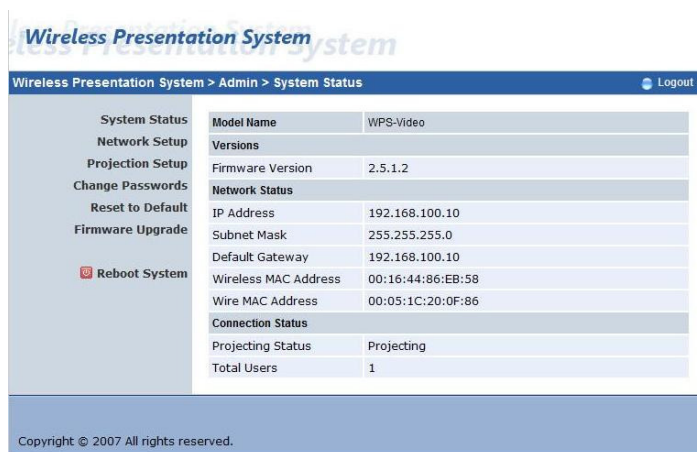 Wireless Presentation System
Wireless Presentation System > Admin > System Status
Logout
System Status
Network Setup
Projection Setup
Change Passwords
Reset to Default
Firmware Upgrade
Reboot System
Model Name WPS-Video
Versions
Firmware Version 2.5.1.2
Network Status
IP Address 192.168.100.10
Subnet Mask 255.255.255.0
Default Gateway 192.168.100.10
Wireless MAC Address 00:16:44:86:EB:58
Wire MAC Address 00:05:1C:20:0F:86
Connection Status
Projecting Status Projecting
Total Users 1
Copyright © 2007 All rights reserved.